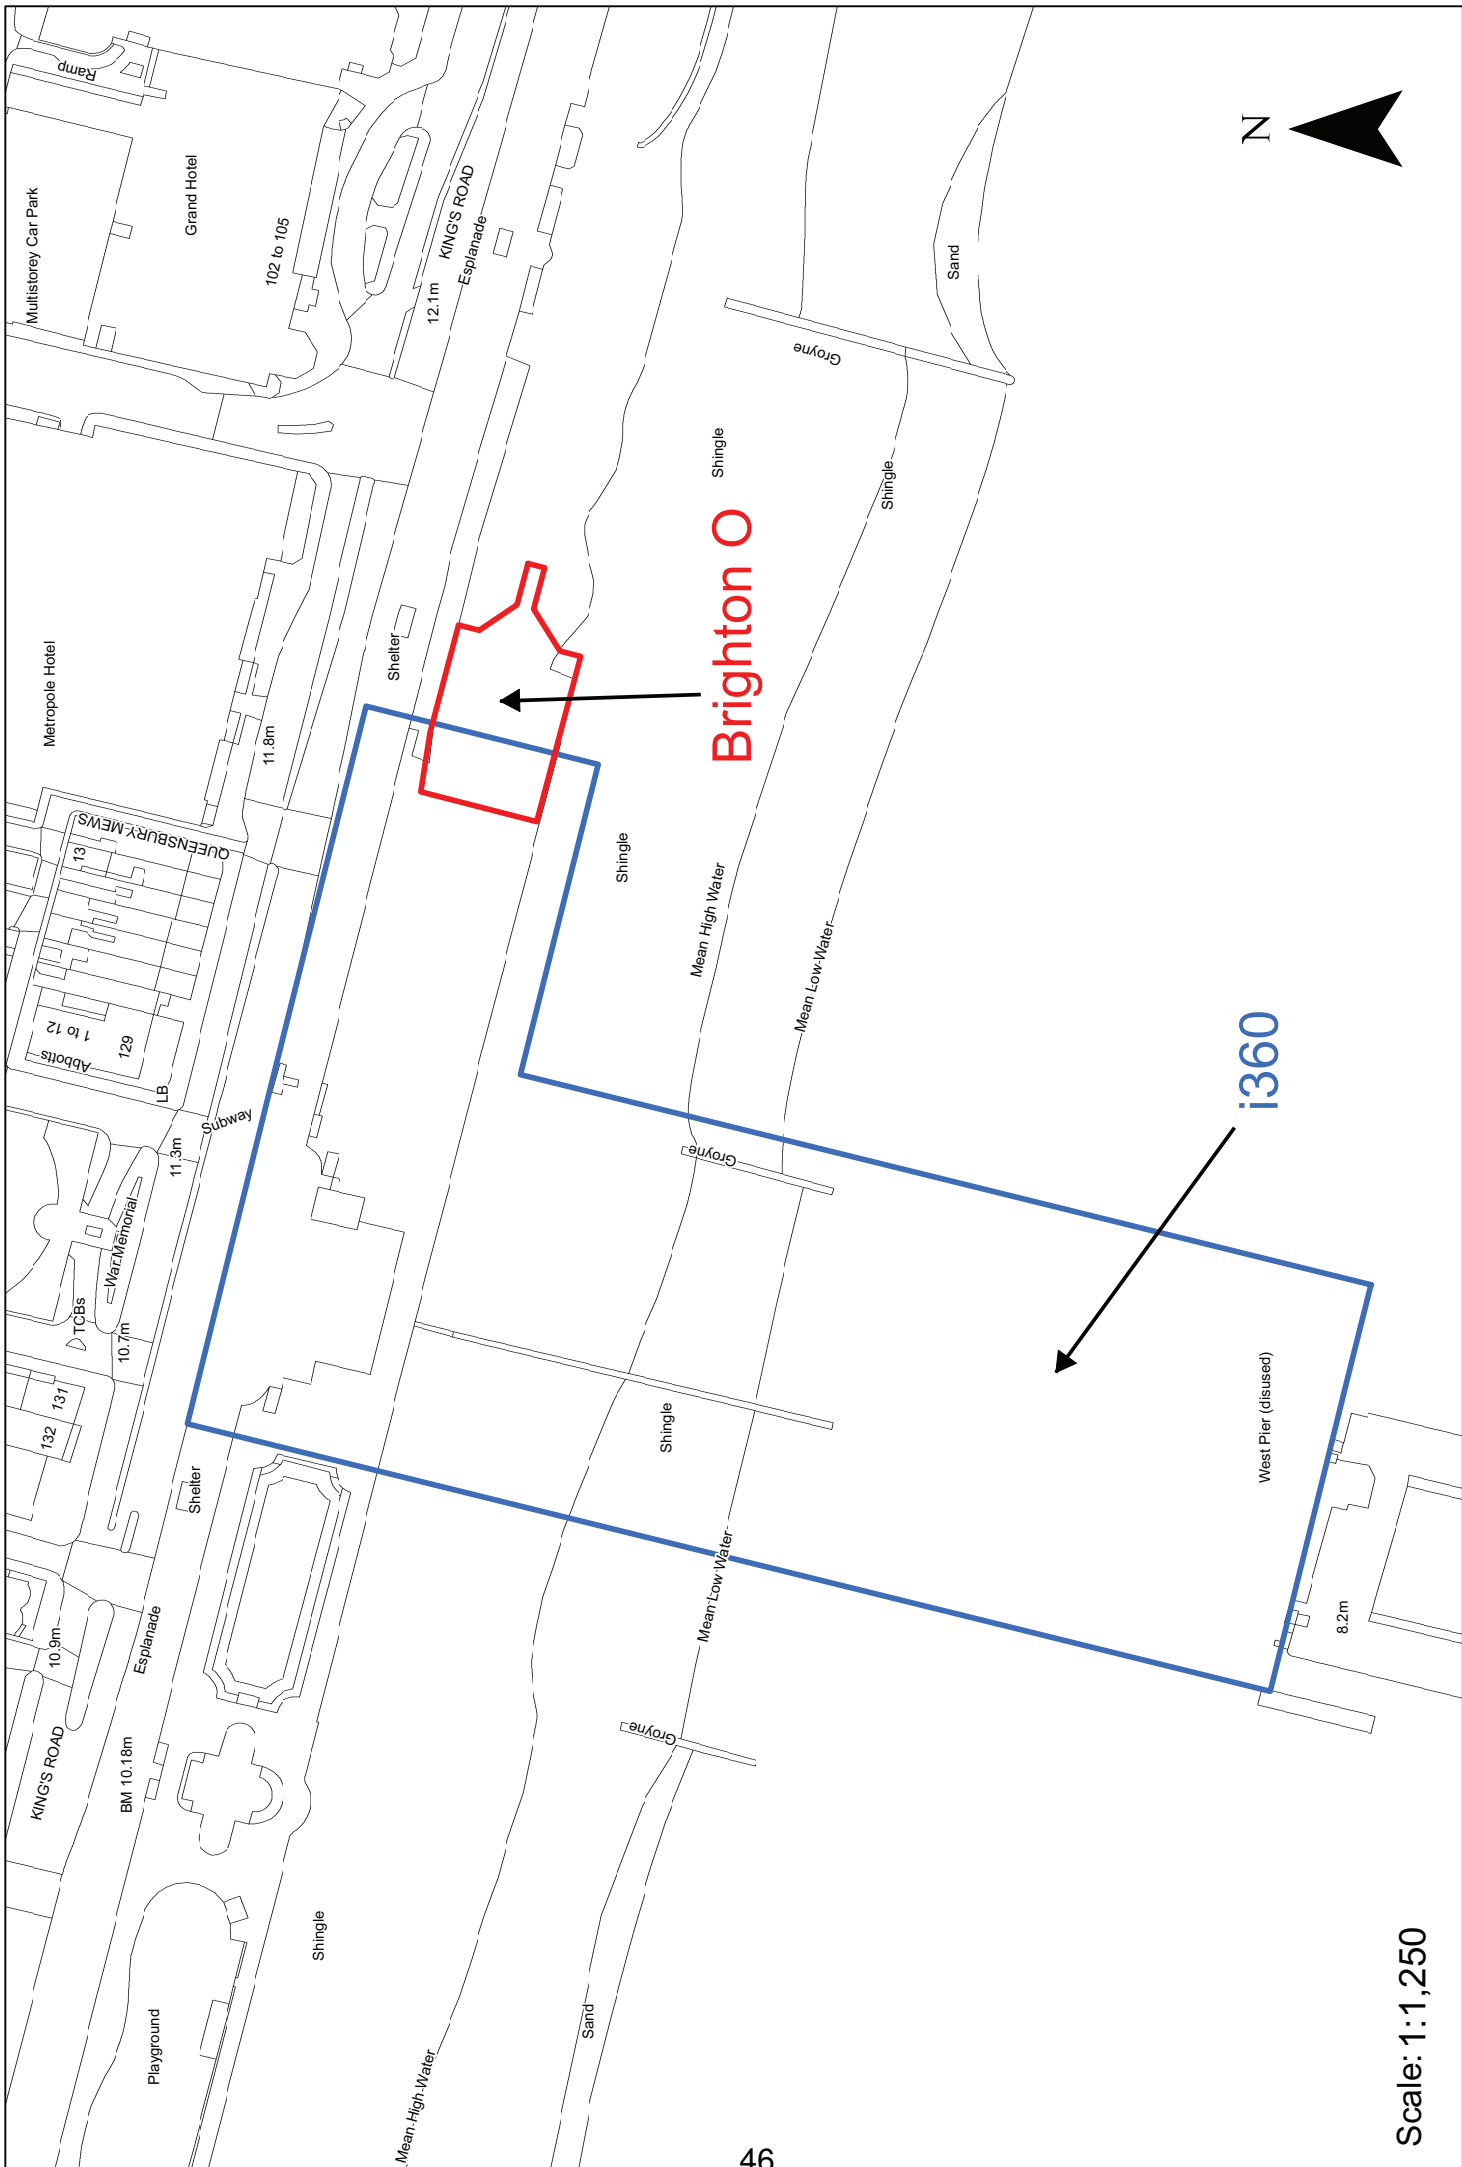 KING'S ROAD
10.9m
132
131
TCBs
10.7m
War Memorial
11.3m
Abbotts
1 to 12
129
LB
Subway
13
QUEENSBURY MEWS
Metropole Hotel
11.8m
Multistorey Car Park
Ramp
Grand Hotel
102 to 105
BM 10.18m
Esplanade
Shelter
Shelter
12.1m
KING'S ROAD
Esplanade
Playground
Shingle
Shingle
Shingle
Shingle
Shingle
Brighton O
Mean High Water
Mean High Water
Mean Low Water
Mean Low Water
Groyne
Groyne
Groyne
Sand
Sand
i360
West Pier (disused)
8.2m
N
Scale: 1:1,250
46